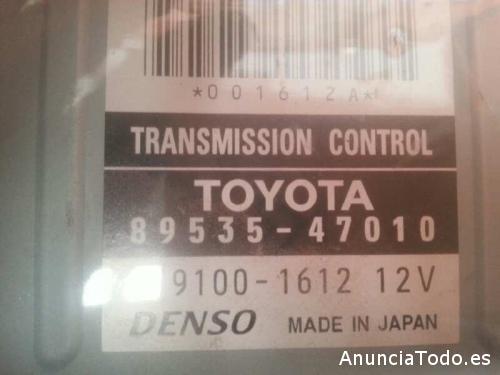 *001612A*
TRANSMISSION CONTROL
TOYOTA
89535-47010
9100-1612 12V
DENSO MADE IN JAPAN
AnunciaTodo.es